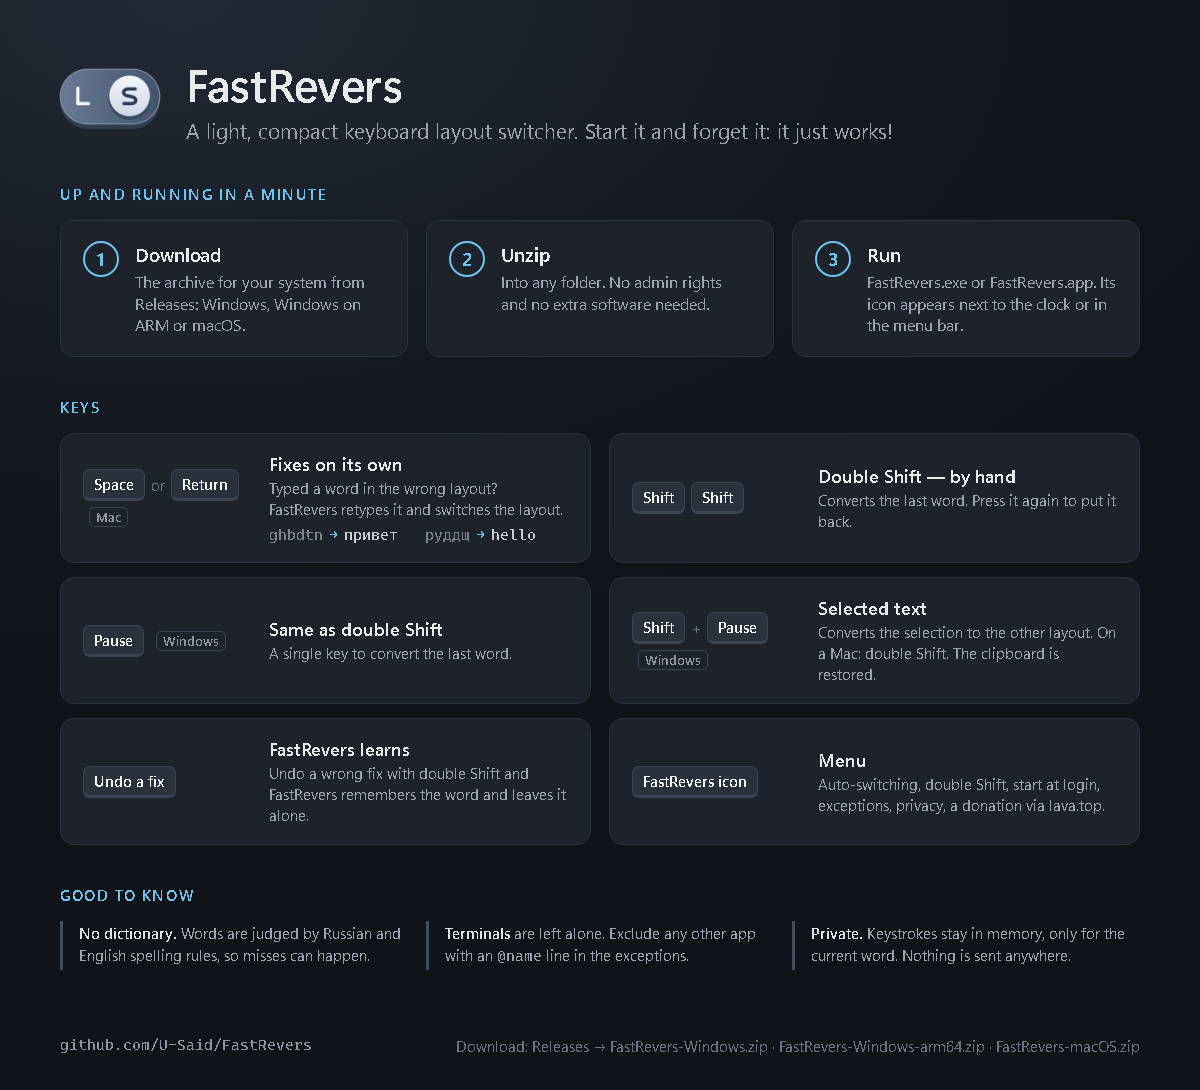 L S
FastRevers
A light, compact keyboard layout switcher. Start it and forget it: it just works!
UP AND RUNNING IN A MINUTE
1
Download
The archive for your system from
Releases: Windows, Windows on
ARM or macOS.
2
Unzip
Into any folder. No admin rights
and no extra software needed.
3
Run
FastRevers.exe or FastRevers.app. Its
icon appears next to the clock or in
the menu bar.
KEYS
Space or Return
Mac
Fixes on its own
Typed a word in the wrong layout?
FastRevers retypes it and switches the layout.
ghbdtn → привет руддщ → hello
Shift Shift
Double Shift — by hand
Converts the last word. Press it again to put it
back.
Pause Windows
Same as double Shift
A single key to convert the last word.
Shift + Pause
Windows
Selected text
Converts the selection to the other layout. On
a Mac: double Shift. The clipboard is
restored.
Undo a fix
FastRevers learns
Undo a wrong fix with double Shift and
FastRevers remembers the word and leaves it
alone.
FastRevers icon
Menu
Auto-switching, double Shift, start at login,
exceptions, privacy, a donation via lava.top.
GOOD TO KNOW
No dictionary. Words are judged by Russian and
English spelling rules, so misses can happen.
Terminals are left alone. Exclude any other app
with an @name line in the exceptions.
Private. Keystrokes stay in memory, only for the
current word. Nothing is sent anywhere.
github.com/U-Said/FastRevers
Download: Releases → FastRevers-Windows.zip · FastRevers-Windows-arm64.zip · FastRevers-macOS.zip